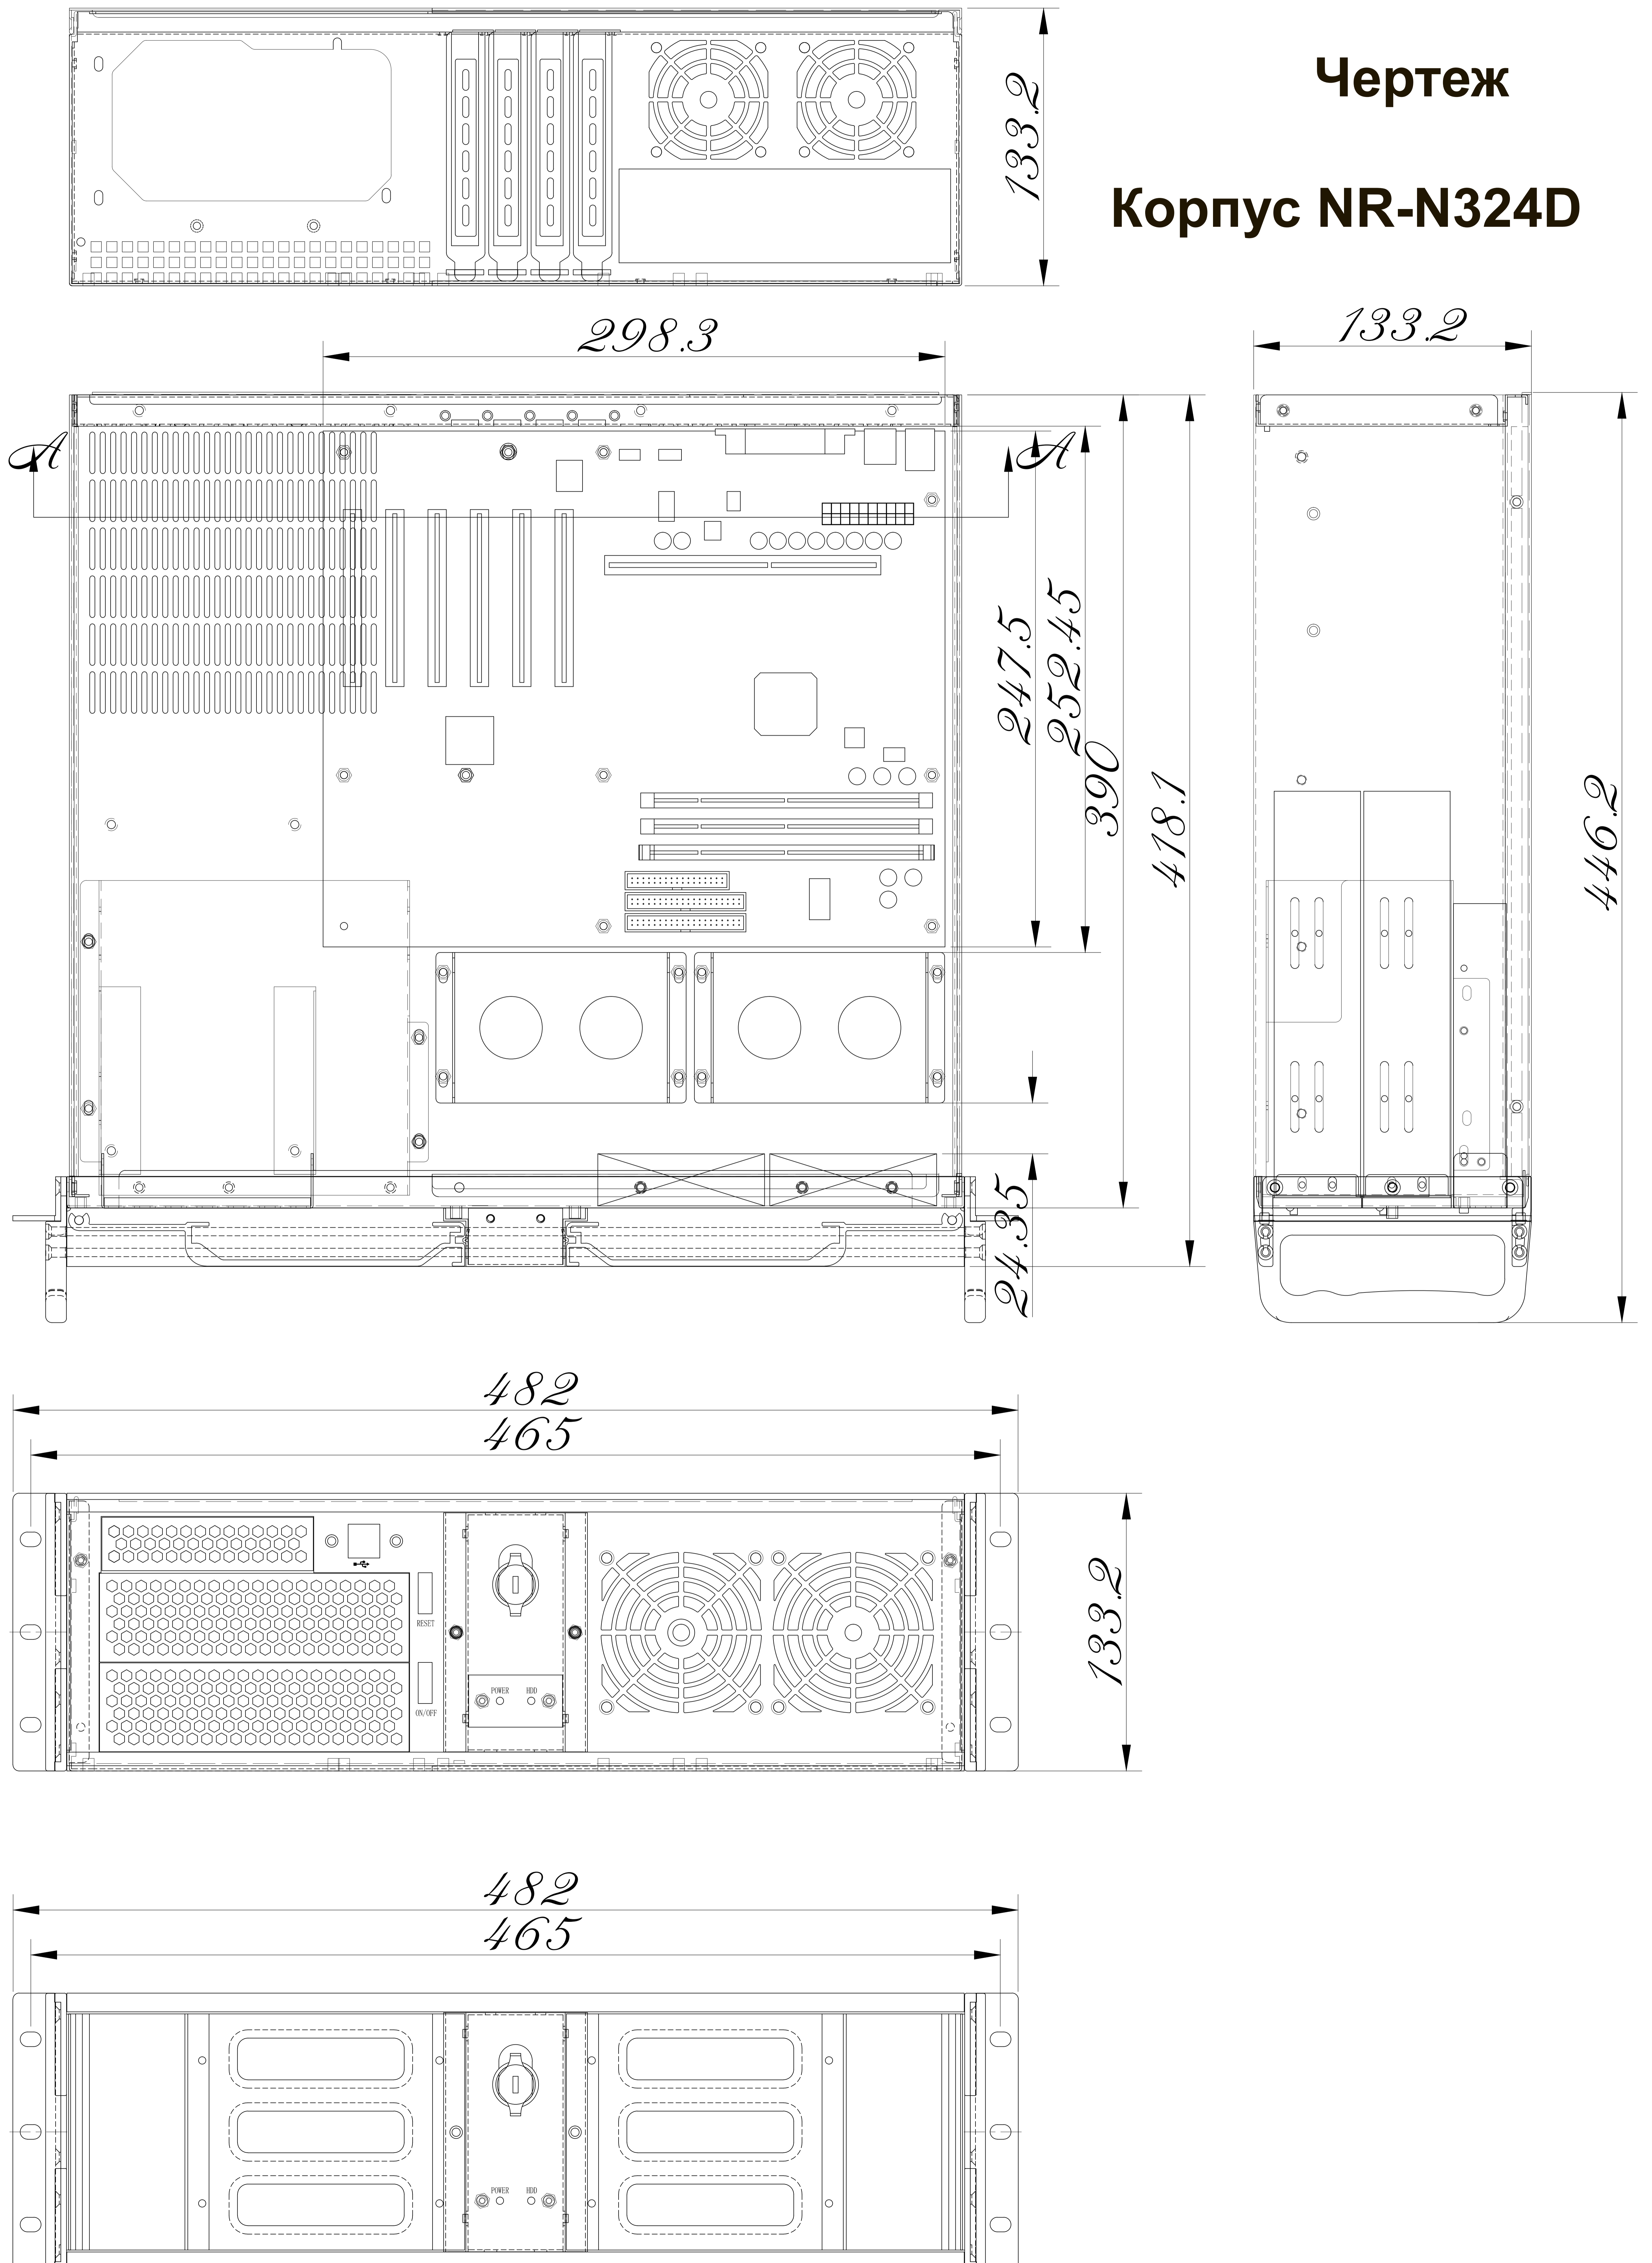 Чертеж
133.2
Корпус NR-N324D
298.3
133.2
A
A
247.5
252.45
390
418.1
446.2
24.35
482
465
RESET
POWER
HDD
ON/OFF
133.2
482
465
POWER
HDD